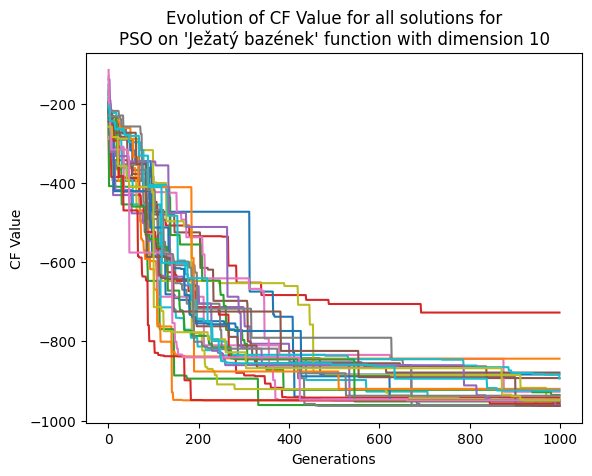 Evolution of CF Value for all solutions for
PSO on 'Ježatý bazének' function with dimension 10
CF Value
−200
−400
−600
−800
−1000
0 200 400 600 800 1000
Generations